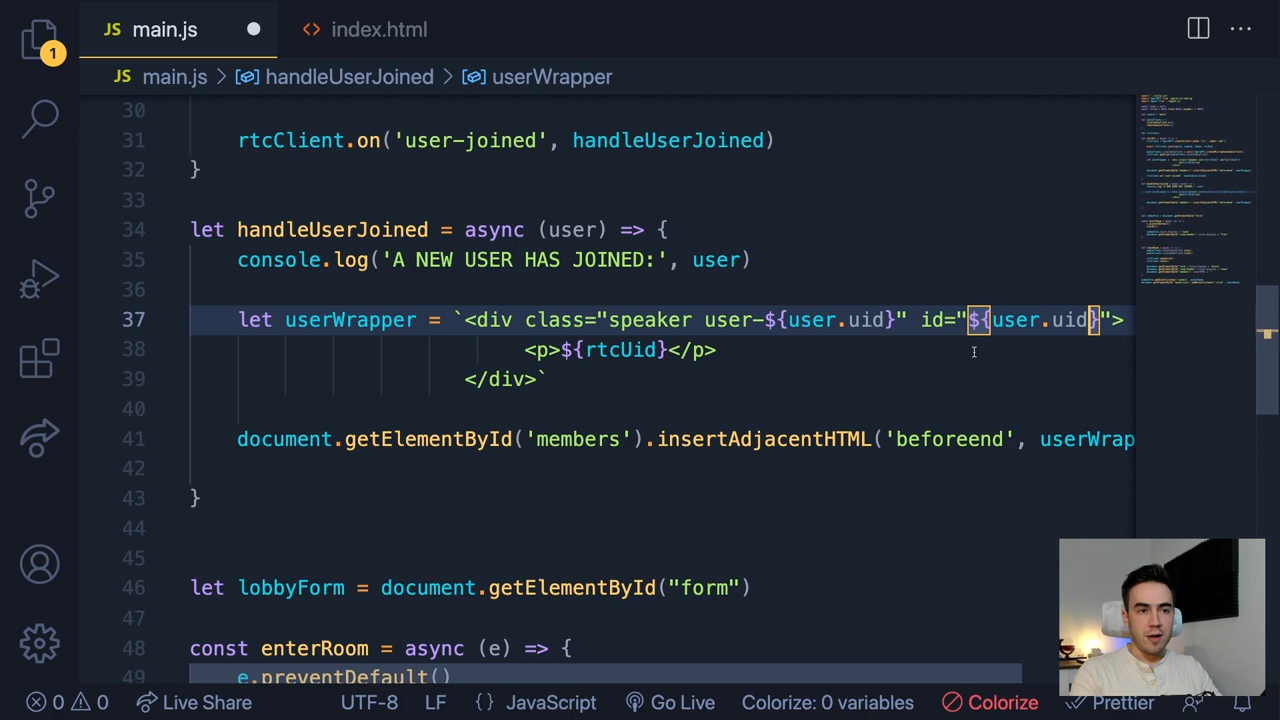 JS main.js
<> index.html
1
JS main.js > handleUserJoined > userWrapper
30
31 rtcClient.on('user-joined', handleUserJoined)
32 }
33
34 let handleUserJoined = async (user) => {
35 console.log('A NEW USER HAS JOINED:', user)
36
37 let userWrapper = `<div class="speaker user-${user.uid}" id="${user.uid}">
38 <p>${rtcUid}</p>
39 </div>`
40
41 document.getElementById('members').insertAdjacentHTML('beforeend', userWrap
42
43 }
44
45
46 let lobbyForm = document.getElementById("form")
47
48 const enterRoom = async (e) => {
49 e.preventDefault()
0 0 Live Share UTF-8 LF {} JavaScript Go Live Colorize: 0 variables Colorize Prettier